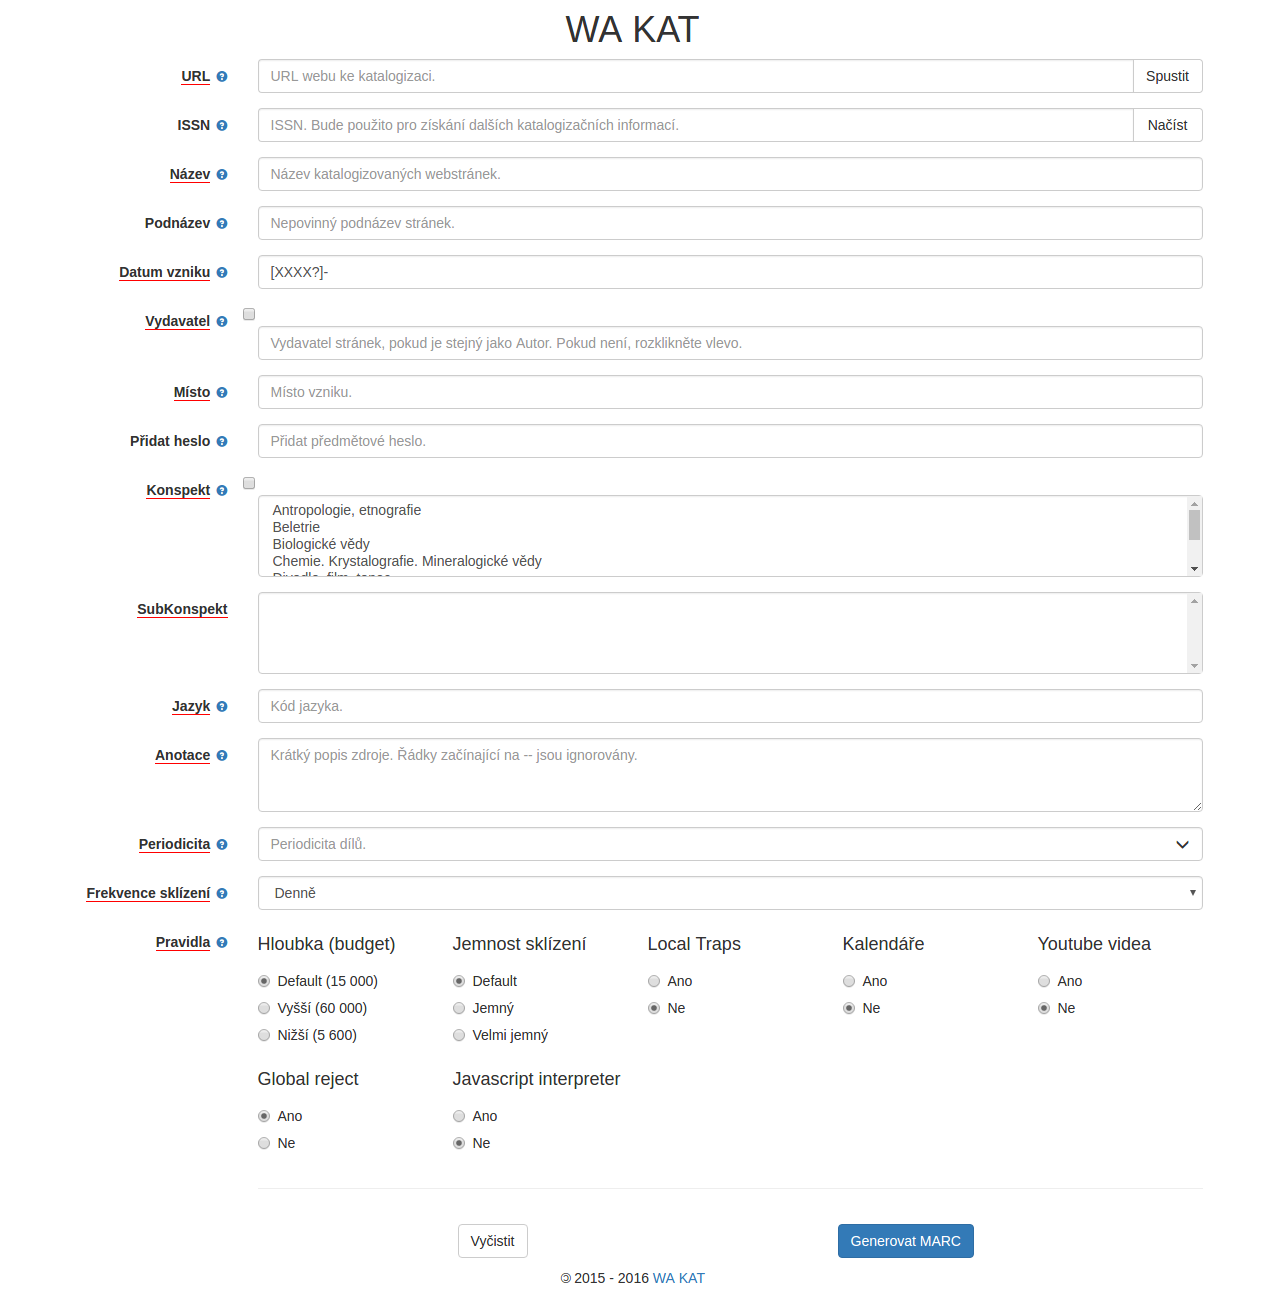 WA KAT
URL
URL webu ke katalogizaci.
Spustit
ISSN
ISSN. Bude použito pro získání dalších katalogizačních informací.
Načíst
Název
Název katalogizovaných webstránek.
Podnázev
Nepovinný podnázev stránek.
Datum vzniku
[XXXX?]-
Vydavatel
Vydavatel stránek, pokud je stejný jako Autor. Pokud není, rozklikněte vlevo.
Místo
Místo vzniku.
Přidat heslo
Přidat předmětové heslo.
Konspekt
Antropologie, etnografie
Beletrie
Biologické vědy
Chemie. Krystalografie. Mineralogické vědy
Divadlo, film, tanec
SubKonspekt
Jazyk
Kód jazyka.
Anotace
Krátký popis zdroje. Řádky začínající na -- jsou ignorovány.
Periodicita
Periodicita dílů.
Frekvence sklízení
Denně
Pravidla
Hloubka (budget)
Default (15 000)
Vyšší (60 000)
Nižší (5 600)
Jemnost sklízení
Default
Jemný
Velmi jemný
Local Traps
Ano
Ne
Kalendáře
Ano
Ne
Youtube videa
Ano
Ne
Global reject
Ano
Ne
Javascript interpreter
Ano
Ne
Vyčistit
Generovat MARC
🄯 2015 - 2016 WA KAT